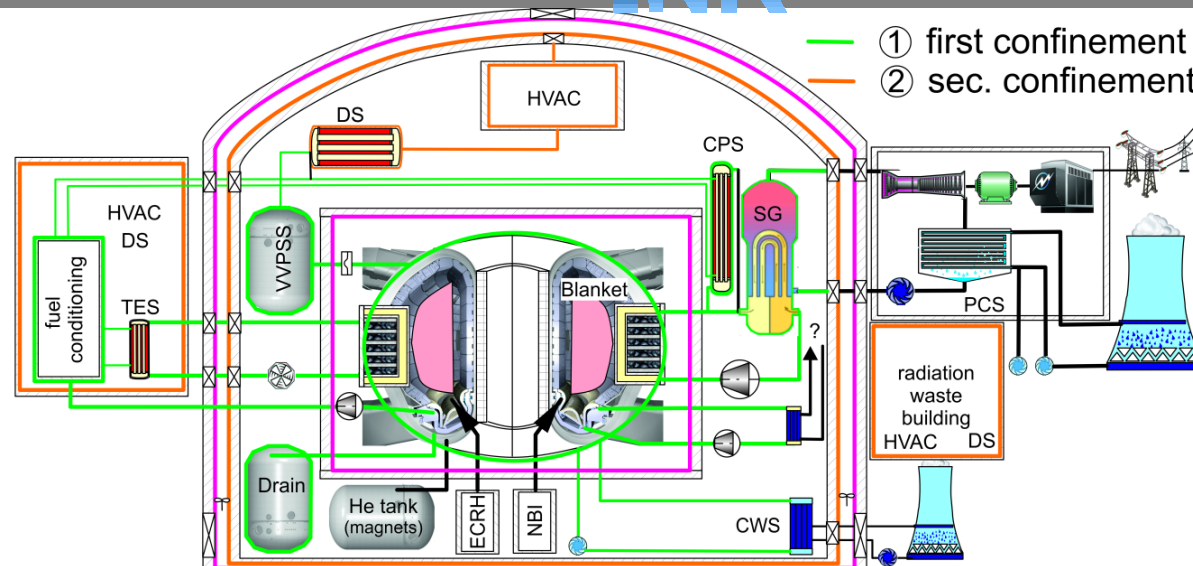 ① first confinement
② sec. confinement
HVAC
DS
CPS
HVAC
DS
SG
VVPSS
fuel
conditioning
TES
Blanket
PCS
?
radiation
waste
building
HVAC DS
Drain
He tank
(magnets)
ECRH
NBI
CWS